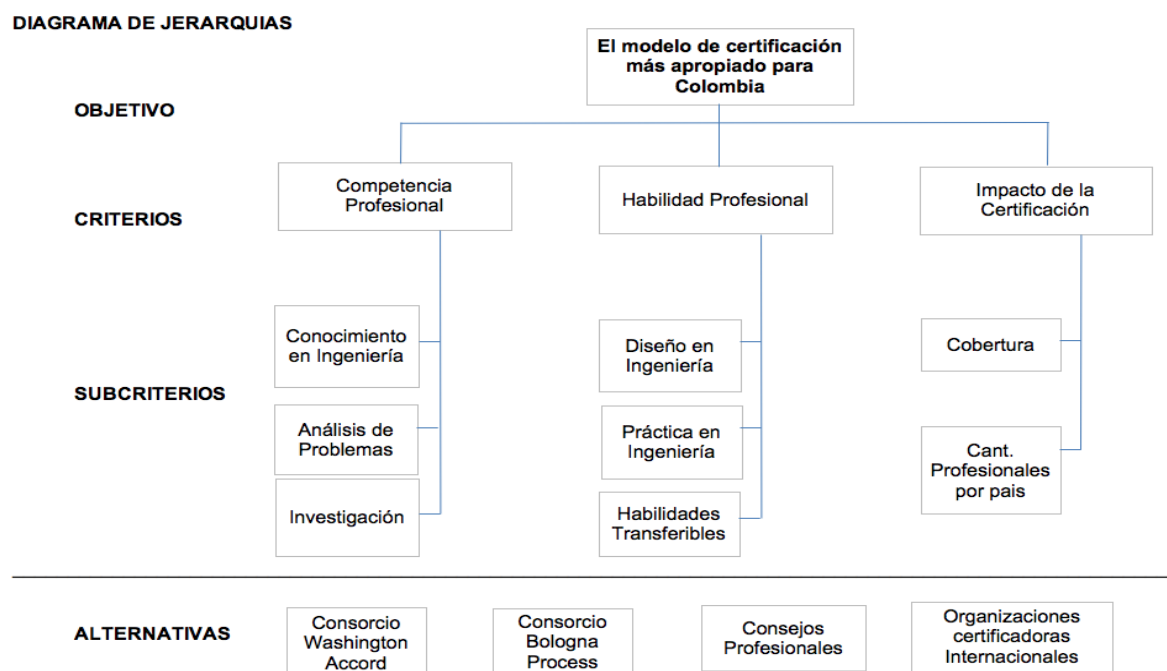 DIAGRAMA DE JERARQUIAS
El modelo de certificación
más apropiado para
Colombia
OBJETIVO
CRITERIOS
Competencia
Profesional
Habilidad Profesional
Impacto de la
Certificación
SUBCRITERIOS
Conocimiento
en Ingeniería
Análisis de
Problemas
Investigación
Diseño en
Ingeniería
Práctica en
Ingeniería
Habilidades
Transferibles
Cobertura
Cant.
Profesionales
por pais
ALTERNATIVAS
Consorcio
Washington
Accord
Consorcio
Bologna
Process
Consejos
Profesionales
Organizaciones
certificadoras
Internacionales